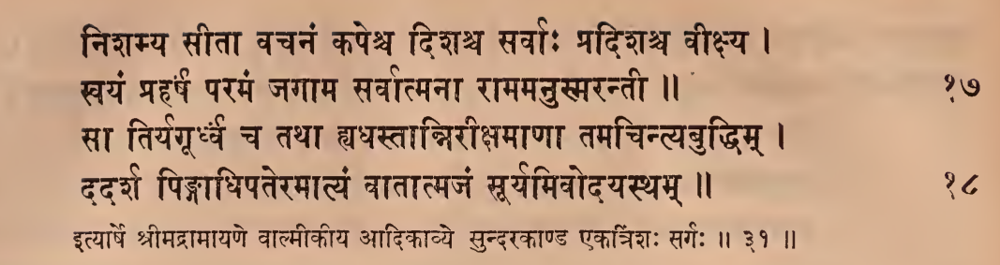 निशम्य सीता वचनं कपेश्च दिशश्च सर्वाः प्रदिशश्च वीक्ष्य ।
स्वयं प्रहर्षं परमं जगाम सर्वात्मना राममनुस्मरन्ती ॥ १७
सा तिर्यगूर्ध्वं च तथा ह्यधस्तान्निरीक्षमाणा तमचिन्त्यबुद्धिम् ।
ददर्श पिङ्गाधिपतेरमात्यं वातात्मजं सूर्यमिवोदयस्थम् ॥ १८
इत्यार्षे श्रीमद्रामायणे वाल्मीकीय आदिकाव्ये सुन्दरकाण्ड एकत्रिंशः सर्गः ॥ ३१ ॥